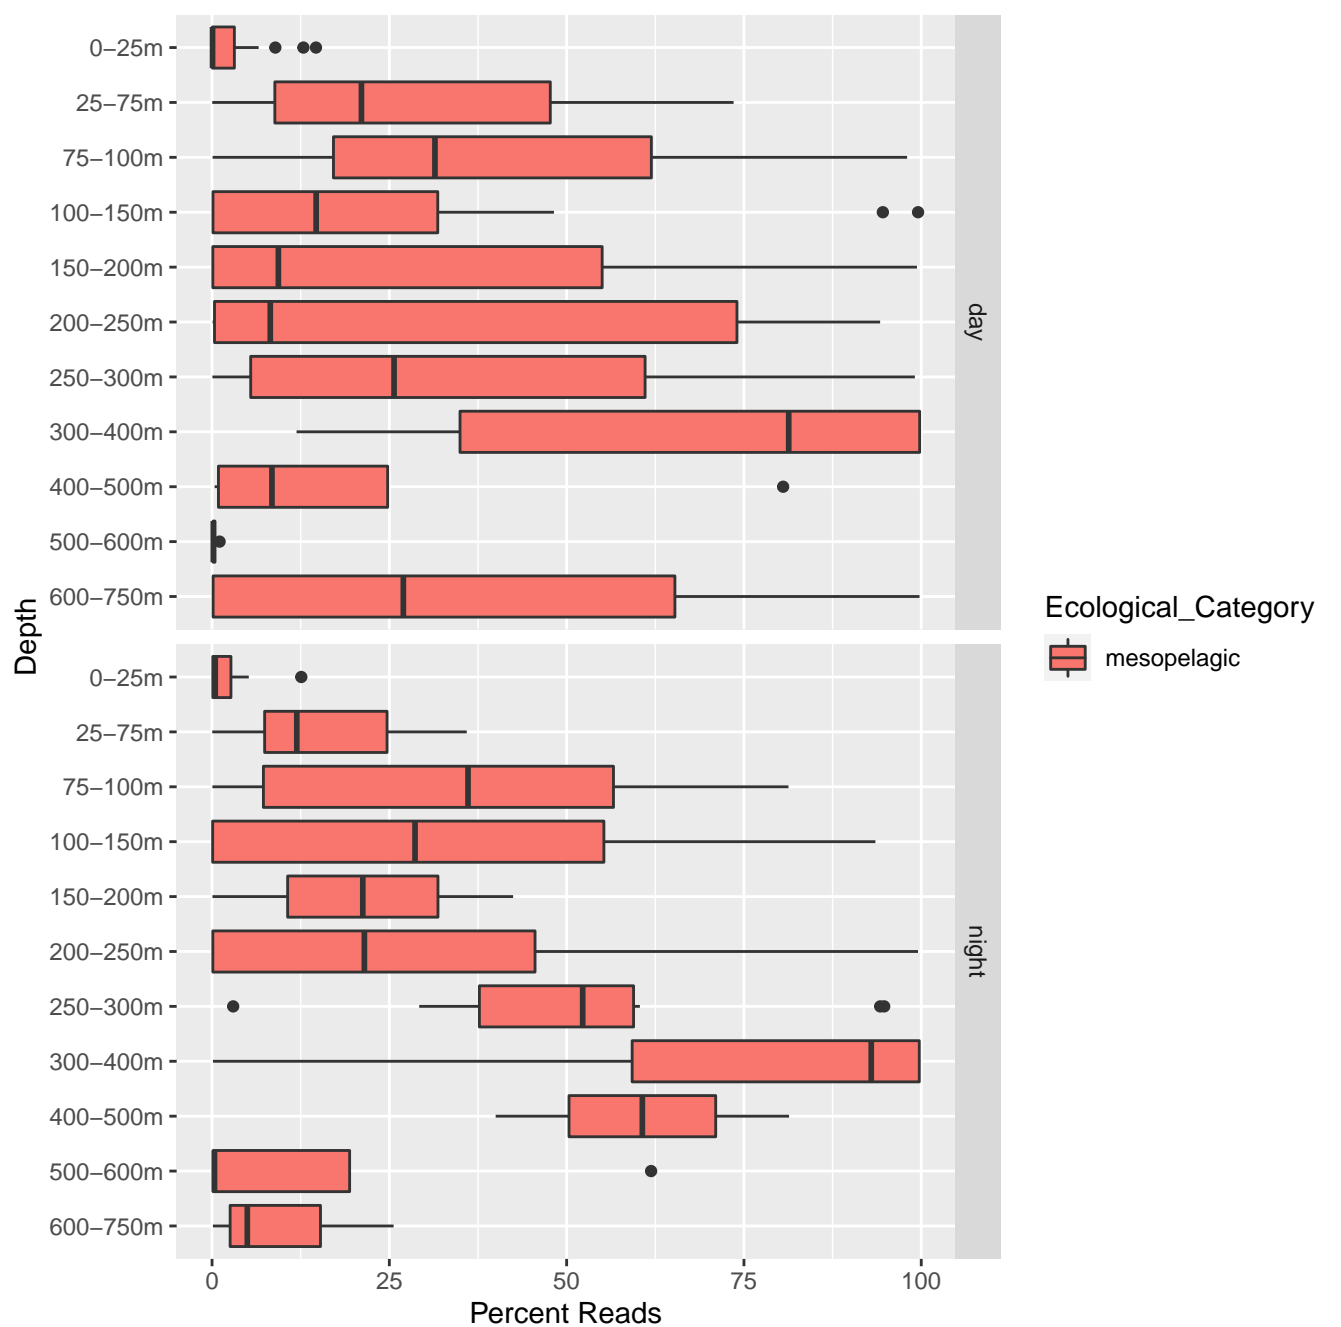 0−25m
25−75m
75−100m
100−150m
150−200m
200−250m
250−300m
300−400m
400−500m
500−600m
600−750m
day
0−25m
25−75m
75−100m
100−150m
150−200m
200−250m
250−300m
300−400m
400−500m
500−600m
600−750m
night
0 25 50 75 100
Percent Reads
Depth
Ecological_Category
mesopelagic